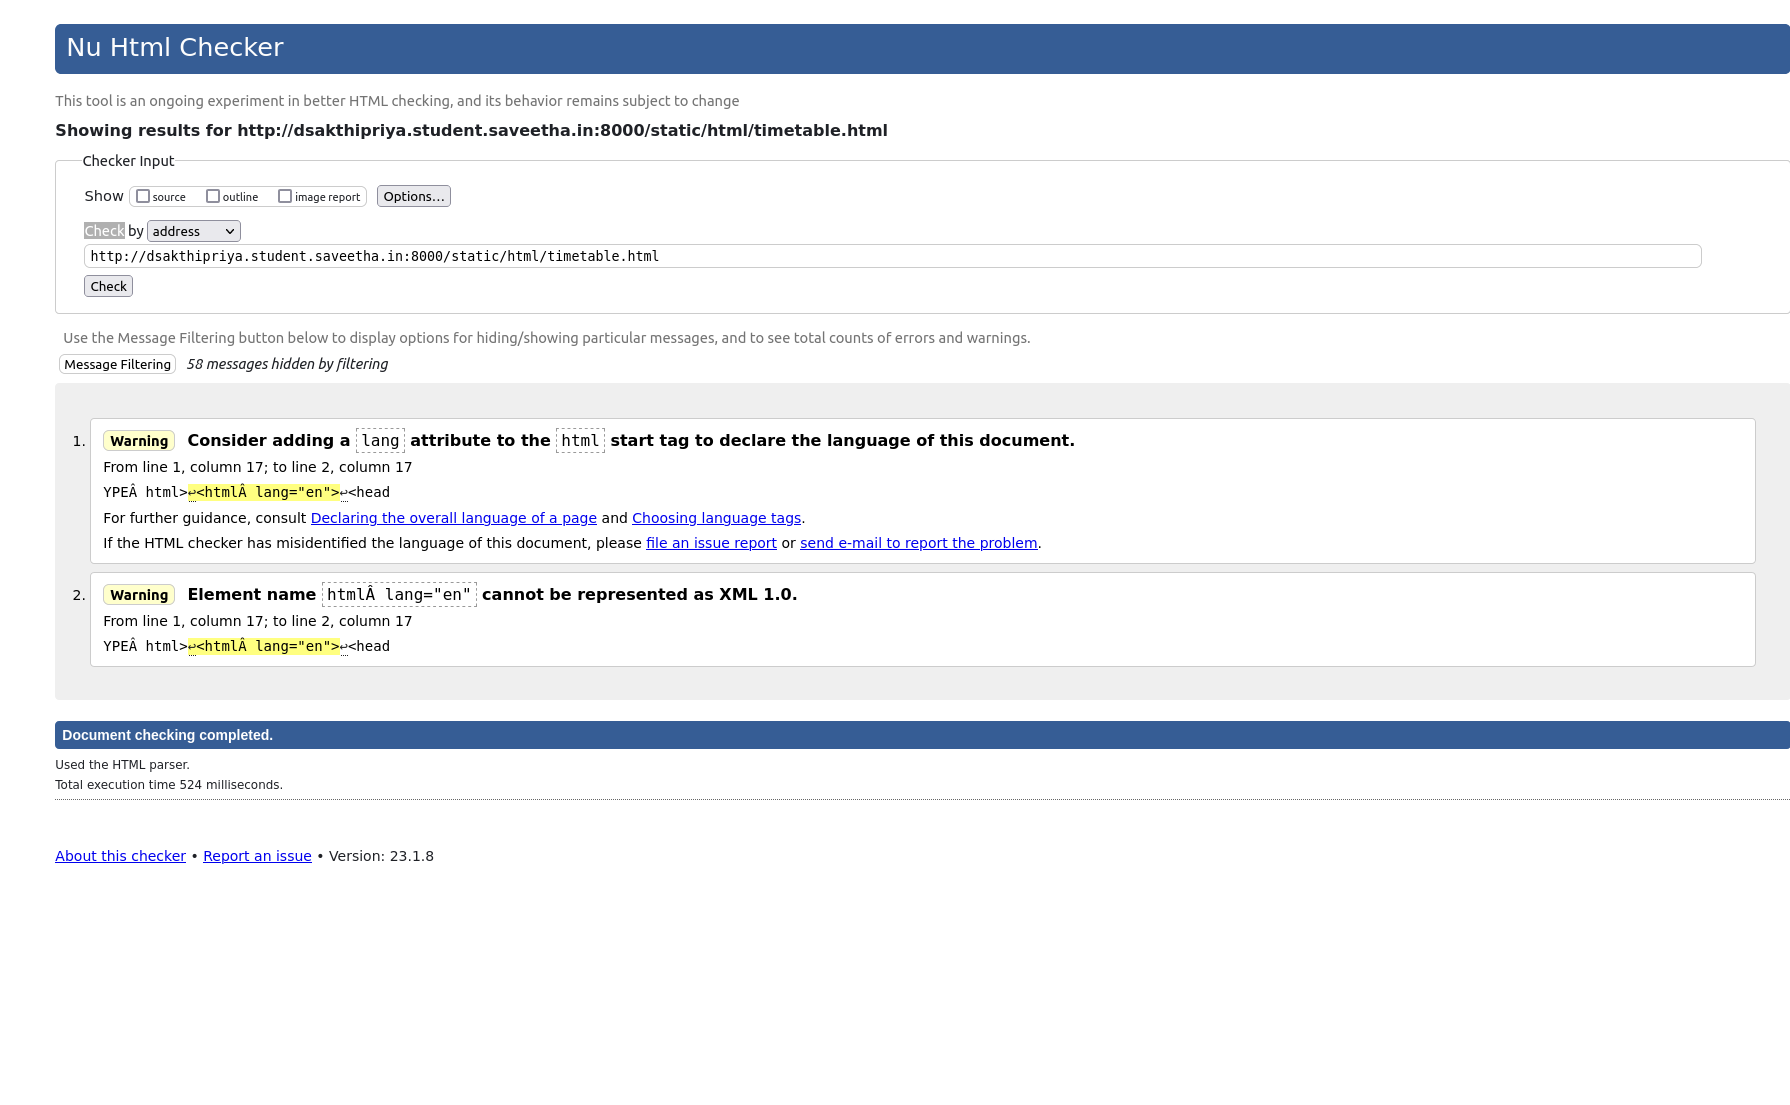 Nu Html Checker
This tool is an ongoing experiment in better HTML checking, and its behavior remains subject to change
Showing results for http://dsakthipriya.student.saveetha.in:8000/static/html/timetable.html
Checker Input
Show source outline image report Options...
Check by address
http://dsakthipriya.student.saveetha.in:8000/static/html/timetable.html
Check
Use the Message Filtering button below to display options for hiding/showing particular messages, and to see total counts of errors and warnings.
Message Filtering 58 messages hidden by filtering
1. Warning Consider adding a lang attribute to the html start tag to declare the language of this document.
From line 1, column 17; to line 2, column 17
YPEÂ html>↩<htmlÂ lang="en">↩<head
For further guidance, consult Declaring the overall language of a page and Choosing language tags.
If the HTML checker has misidentified the language of this document, please file an issue report or send e-mail to report the problem.
2. Warning Element name htmlÂ lang="en" cannot be represented as XML 1.0.
From line 1, column 17; to line 2, column 17
YPEÂ html>↩<htmlÂ lang="en">↩<head
Document checking completed.
Used the HTML parser.
Total execution time 524 milliseconds.
About this checker • Report an issue • Version: 23.1.8